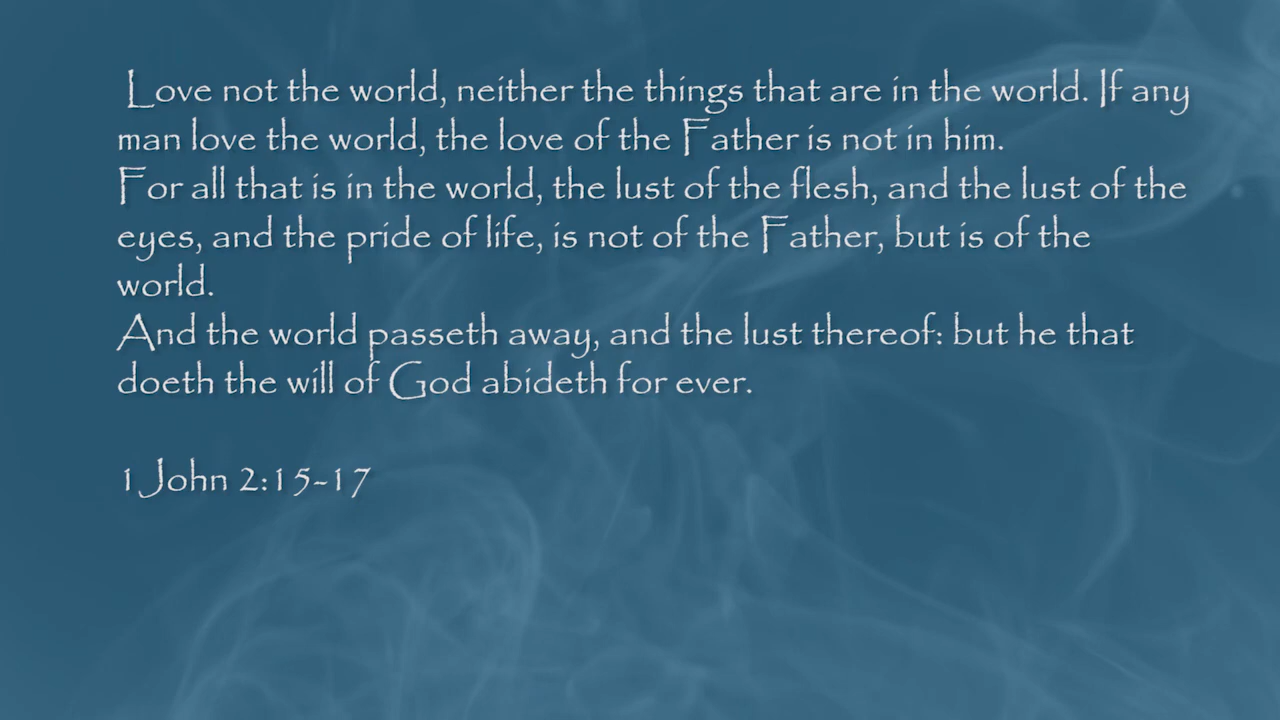 Love not the world, neither the things that are in the world. If any
man love the world, the love of the Father is not in him.
For all that is in the world, the lust of the flesh, and the lust of the
eyes, and the pride of life, is not of the Father, but is of the
world.
And the world passeth away, and the lust thereof: but he that
doeth the will of God abideth for ever.
1 John 2:15-17